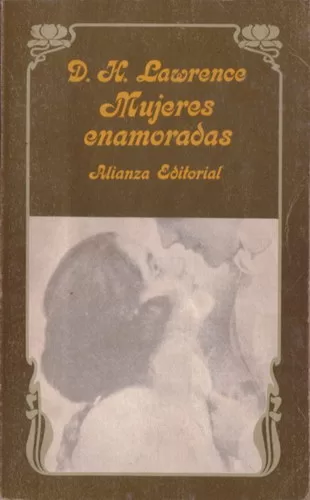 D. H. Lawrence
Mujeres
enamoradas
Alianza Editorial